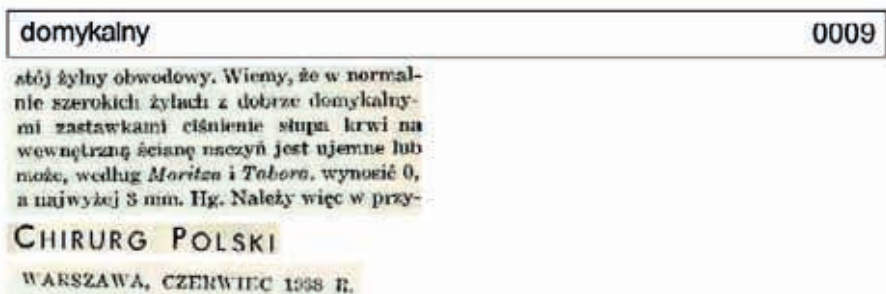 domykalny 0009
stój żylny obwodowy. Wiemy, że w normal-
nie szerokich żyłach z dobrze domykalny-
mi zastawkami ciśnienie słupa krwi na
wewnętrzną ścianę naczyń jest ujemne lub
może, według Moritza i Tabora, wynosić 0,
a najwyżej 3 mm. Hg. Należy więc w przy-
CHIRURG POLSKI
WARSZAWA, CZERWIEC 1938 R.